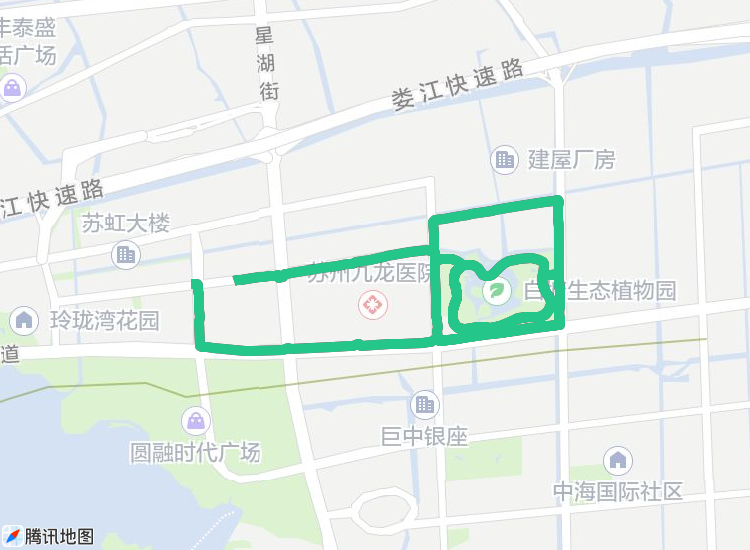 丰泰盛
活广场
星湖街
娄江快速路
建屋厂房
江快速路
苏虹大楼
苏州九龙医院
白塘生态植物园
玲珑湾花园
道
圆融时代广场
巨中银座
中海国际社区
腾讯地图